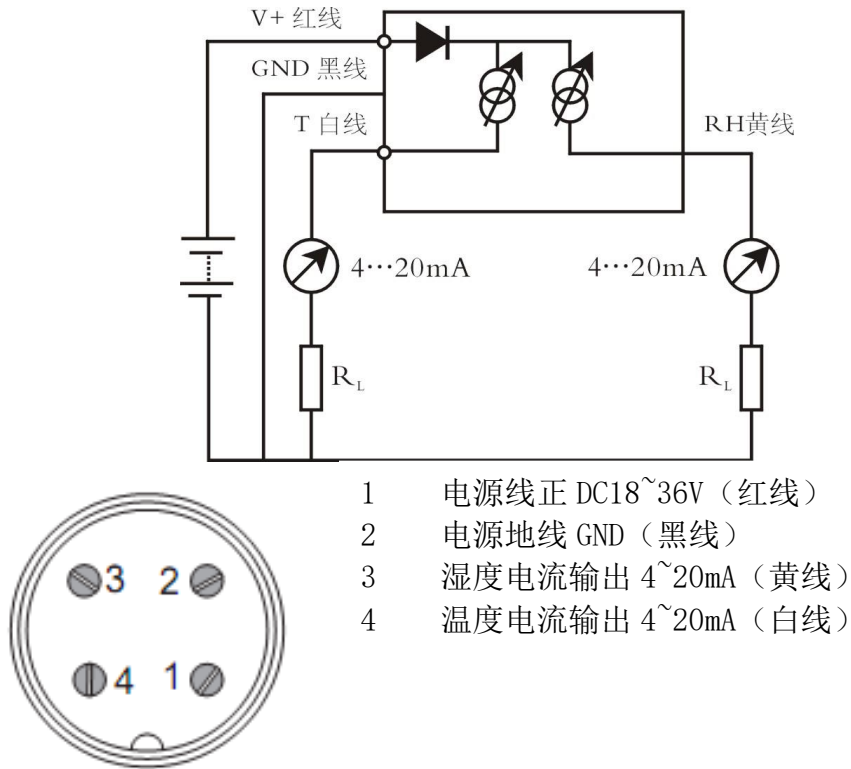 V+ 红线
GND 黑线
T 白线
RH黄线
4···20mA
4···20mA
R_L
R_L
1 电源线正 DC18~36V（红线）
2 电源地线 GND（黑线）
3 湿度电流输出 4~20mA（黄线）
4 温度电流输出 4~20mA（白线）
3 2
4 1